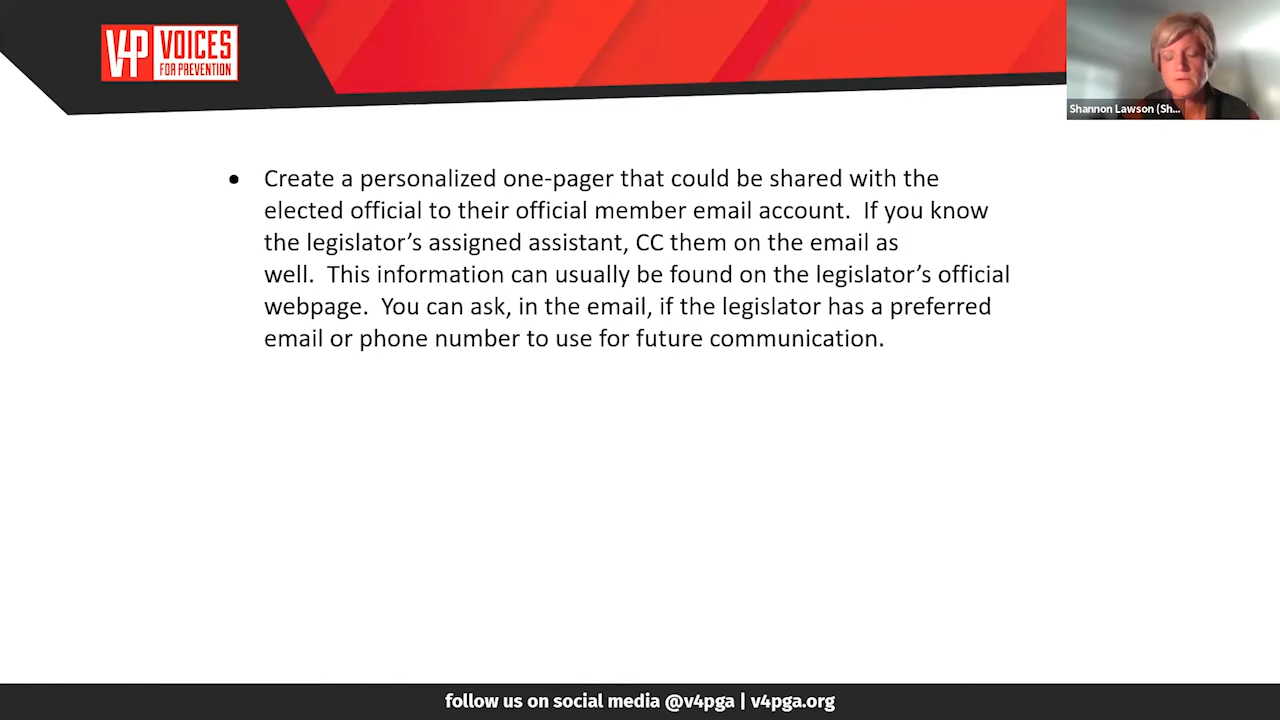 V4P VOICES
FOR PREVENTION
Shannon Lawson (Sh...
• Create a personalized one-pager that could be shared with the
elected official to their official member email account.  If you know
the legislator’s assigned assistant, CC them on the email as
well.  This information can usually be found on the legislator’s official
webpage.  You can ask, in the email, if the legislator has a preferred
email or phone number to use for future communication.
follow us on social media @v4pga | v4pga.org